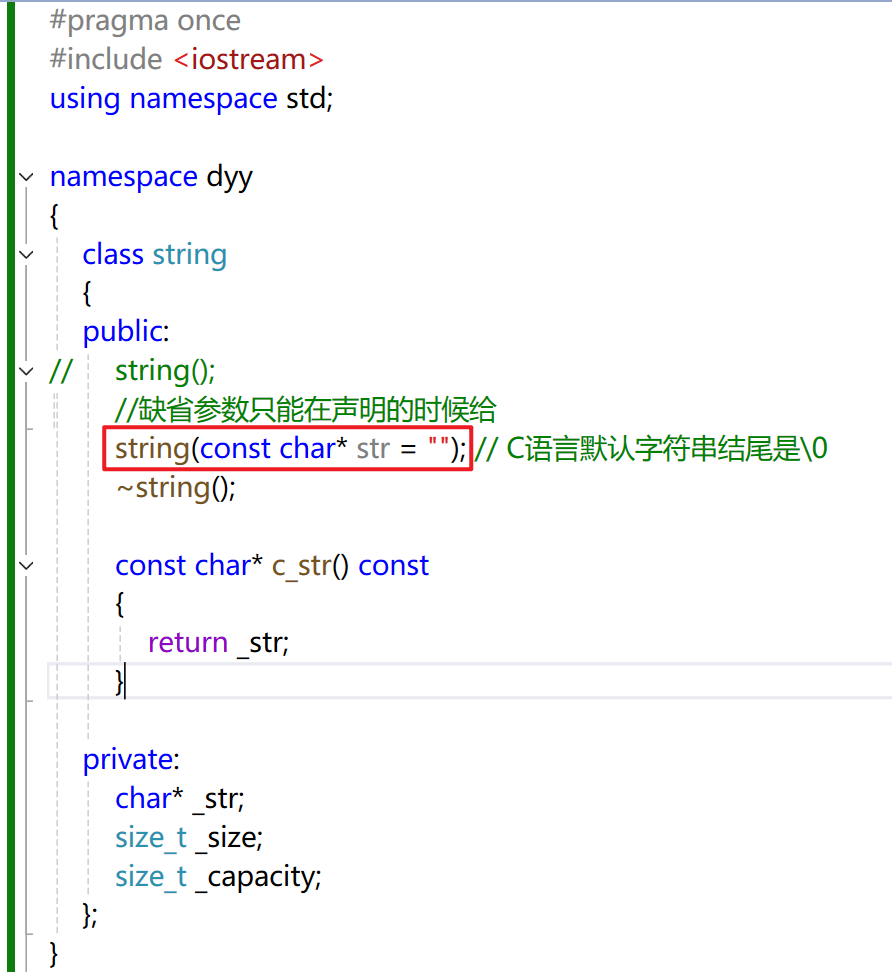 #pragma once
#include <iostream>
using namespace std;
namespace dyy
{
class string
{
public:
// string();
//缺省参数只能在声明的时候给
string(const char* str = ""); // C语言默认字符串结尾是\0
~string();
const char* c_str() const
{
return _str;
}
private:
char* _str;
size_t _size;
size_t _capacity;
};
}